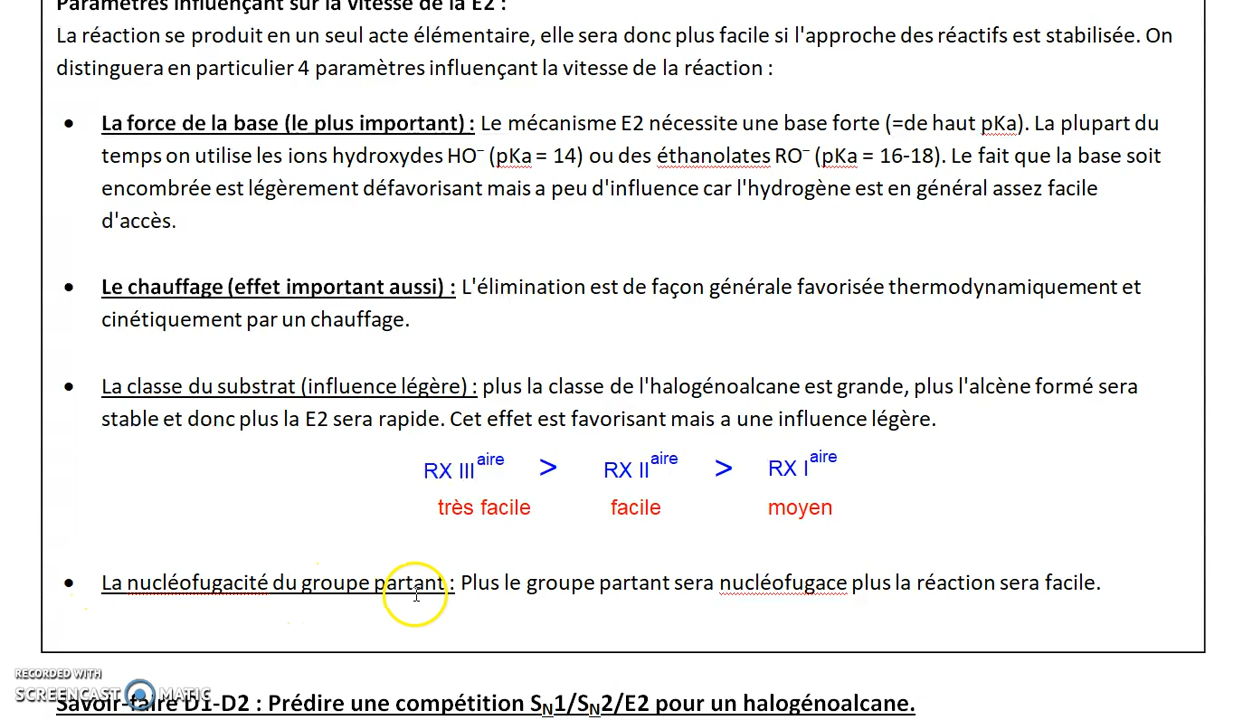 Paramètres influençant sur la vitesse de la E2 :
La réaction se produit en un seul acte élémentaire, elle sera donc plus facile si l'approche des réactifs est stabilisée. On
distinguera en particulier 4 paramètres influençant la vitesse de la réaction :
• La force de la base (le plus important) : Le mécanisme E2 nécessite une base forte (=de haut pKa). La plupart du
temps on utilise les ions hydroxydes HO⁻ (pKa = 14) ou des éthanolates RO⁻ (pKa = 16-18). Le fait que la base soit
encombrée est légèrement défavorisant mais a peu d'influence car l'hydrogène est en général assez facile
d'accès.
• Le chauffage (effet important aussi) : L'élimination est de façon générale favorisée thermodynamiquement et
cinétiquement par un chauffage.
• La classe du substrat (influence légère) : plus la classe de l'halogénoalcane est grande, plus l'alcène formé sera
stable et donc plus la E2 sera rapide. Cet effet est favorisant mais a une influence légère.
RX III^aire > RX II^aire > RX I^aire
très facile facile moyen
• La nucléofugacité du groupe partant : Plus le groupe partant sera nucléofugace plus la réaction sera facile.
RECORDED WITH
SCREENCAST MATIC
Savoir-faire D1-D2 : Prédire une compétition SN1/SN2/E2 pour un halogénoalcane.